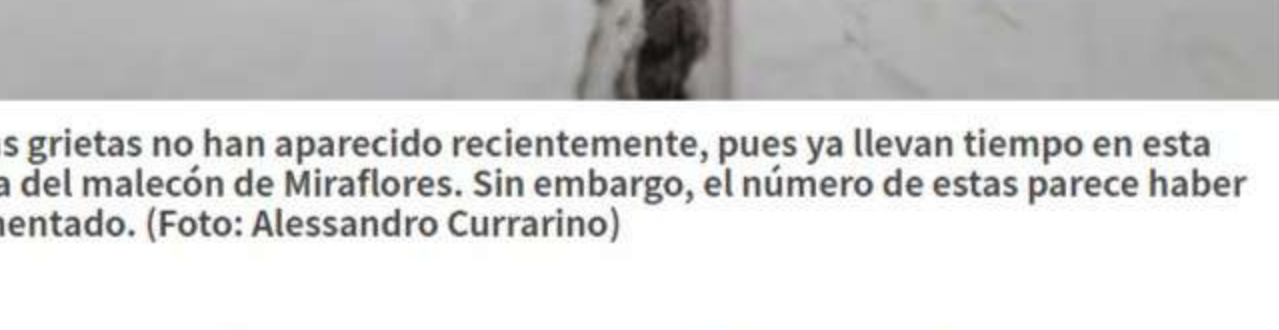 s grietas no han aparecido recientemente, pues ya llevan tiempo en esta
a del malecón de Miraflores. Sin embargo, el número de estas parece haber
mentado. (Foto: Alessandro Currarino)